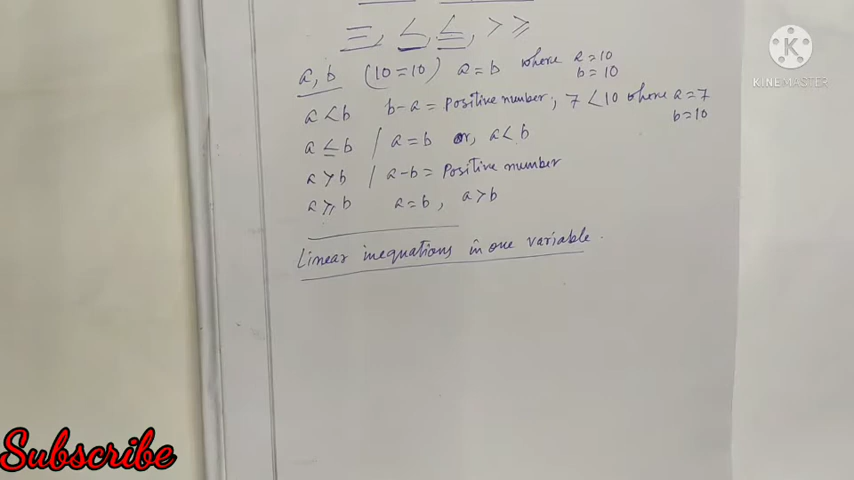 =, <, ≤, > ≥
a, b (10=10) a=b where a=10
b=10
a<b b-a = Positive number, 7<10 where a=7
b=10
a≤b / a=b or, a<b
a>b / a-b = Positive number
a≥b a=b, a>b
Linear inequations in one variable.
K
KINEMASTER
Subscribe